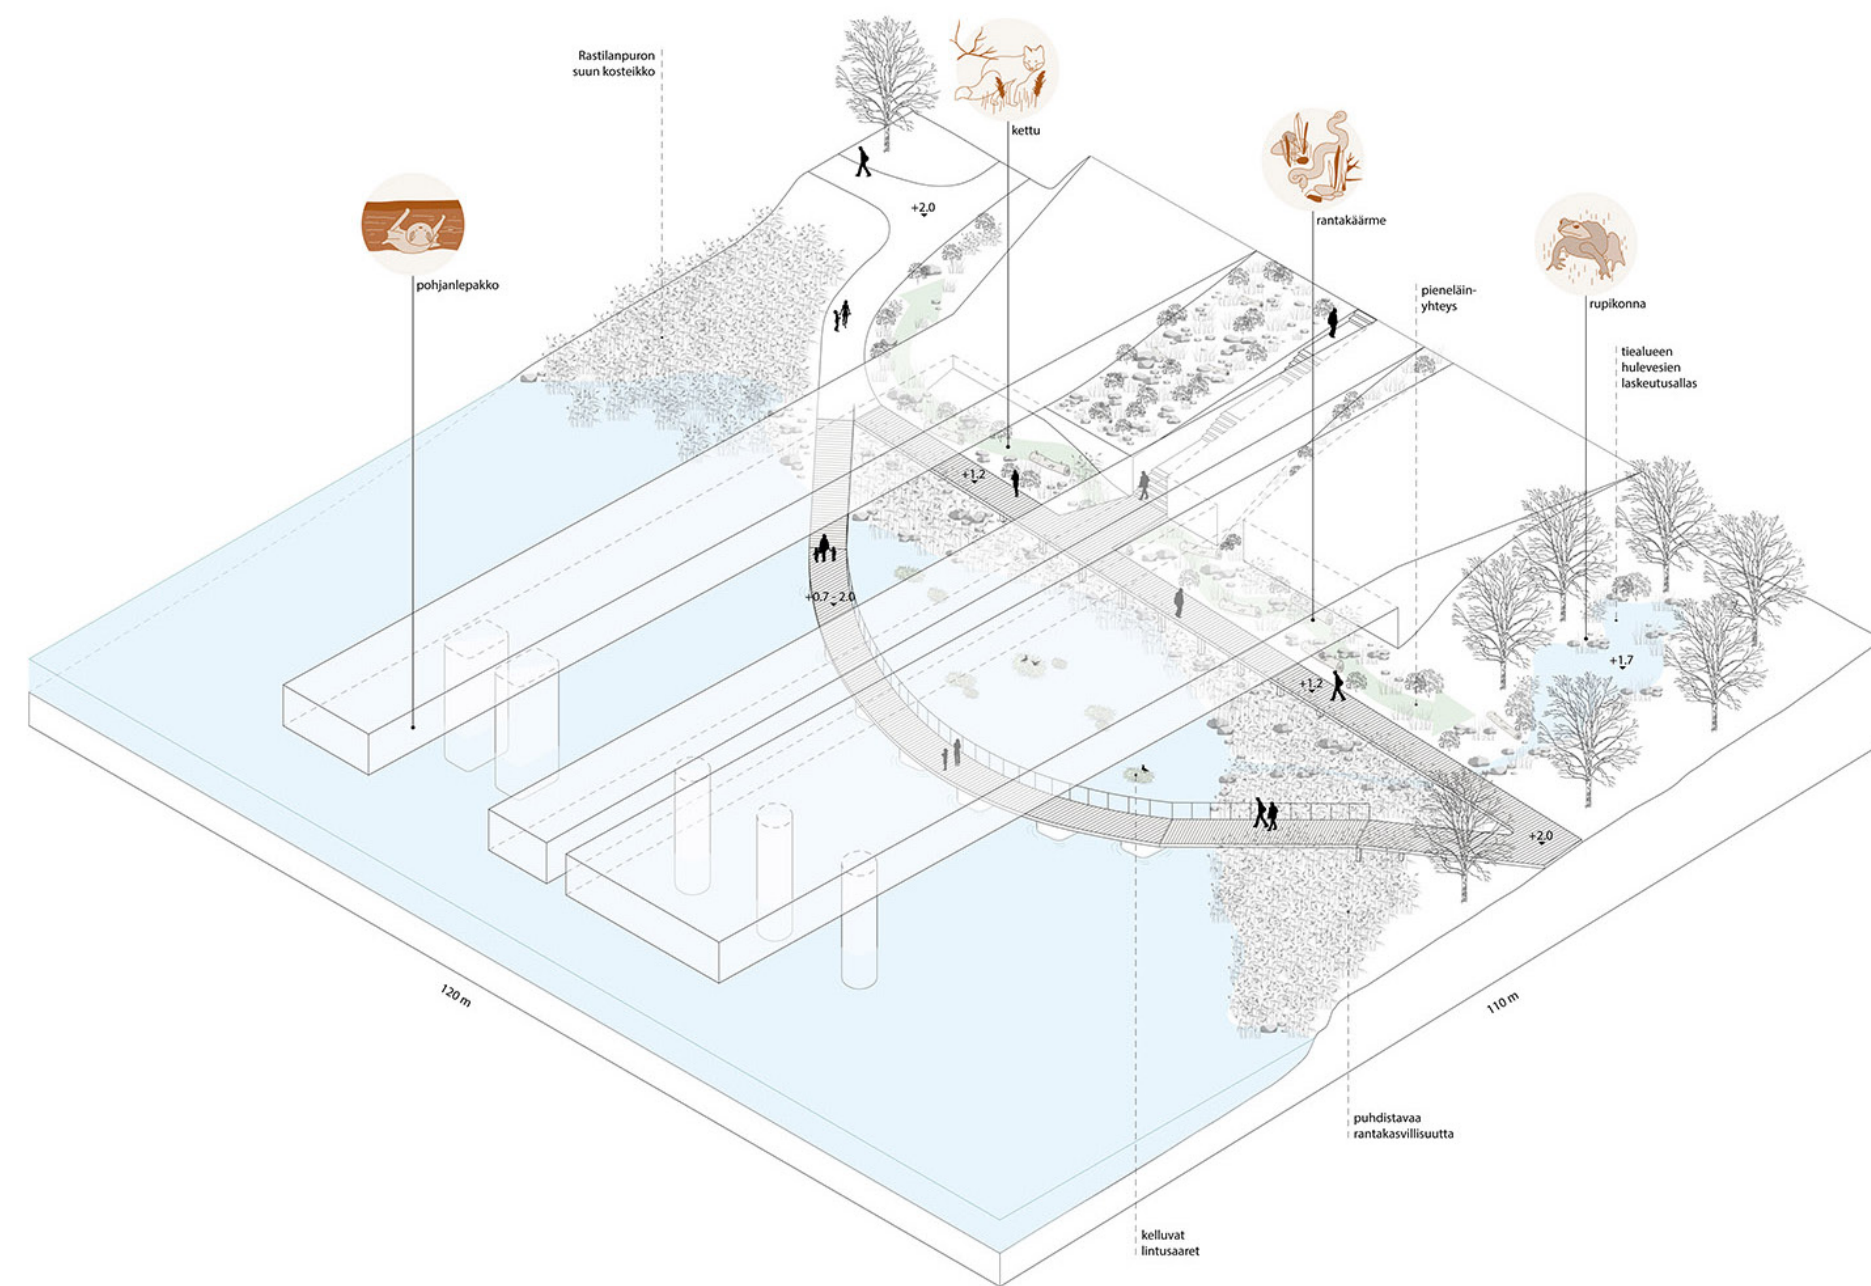 Rastilanpuron
suun kosteikko
kettu
+2.0
rantakäärme
pohjanlepakko
pieneläin-
yhteys
rupikonna
tiealueen
hulevesien
laskeutusallas
+1.2
+0.7 - 2.0
+1.7
+1.2
+2.0
120 m
110 m
puhdistavaa
rantakasvillisuutta
kelluvat
lintusaaret